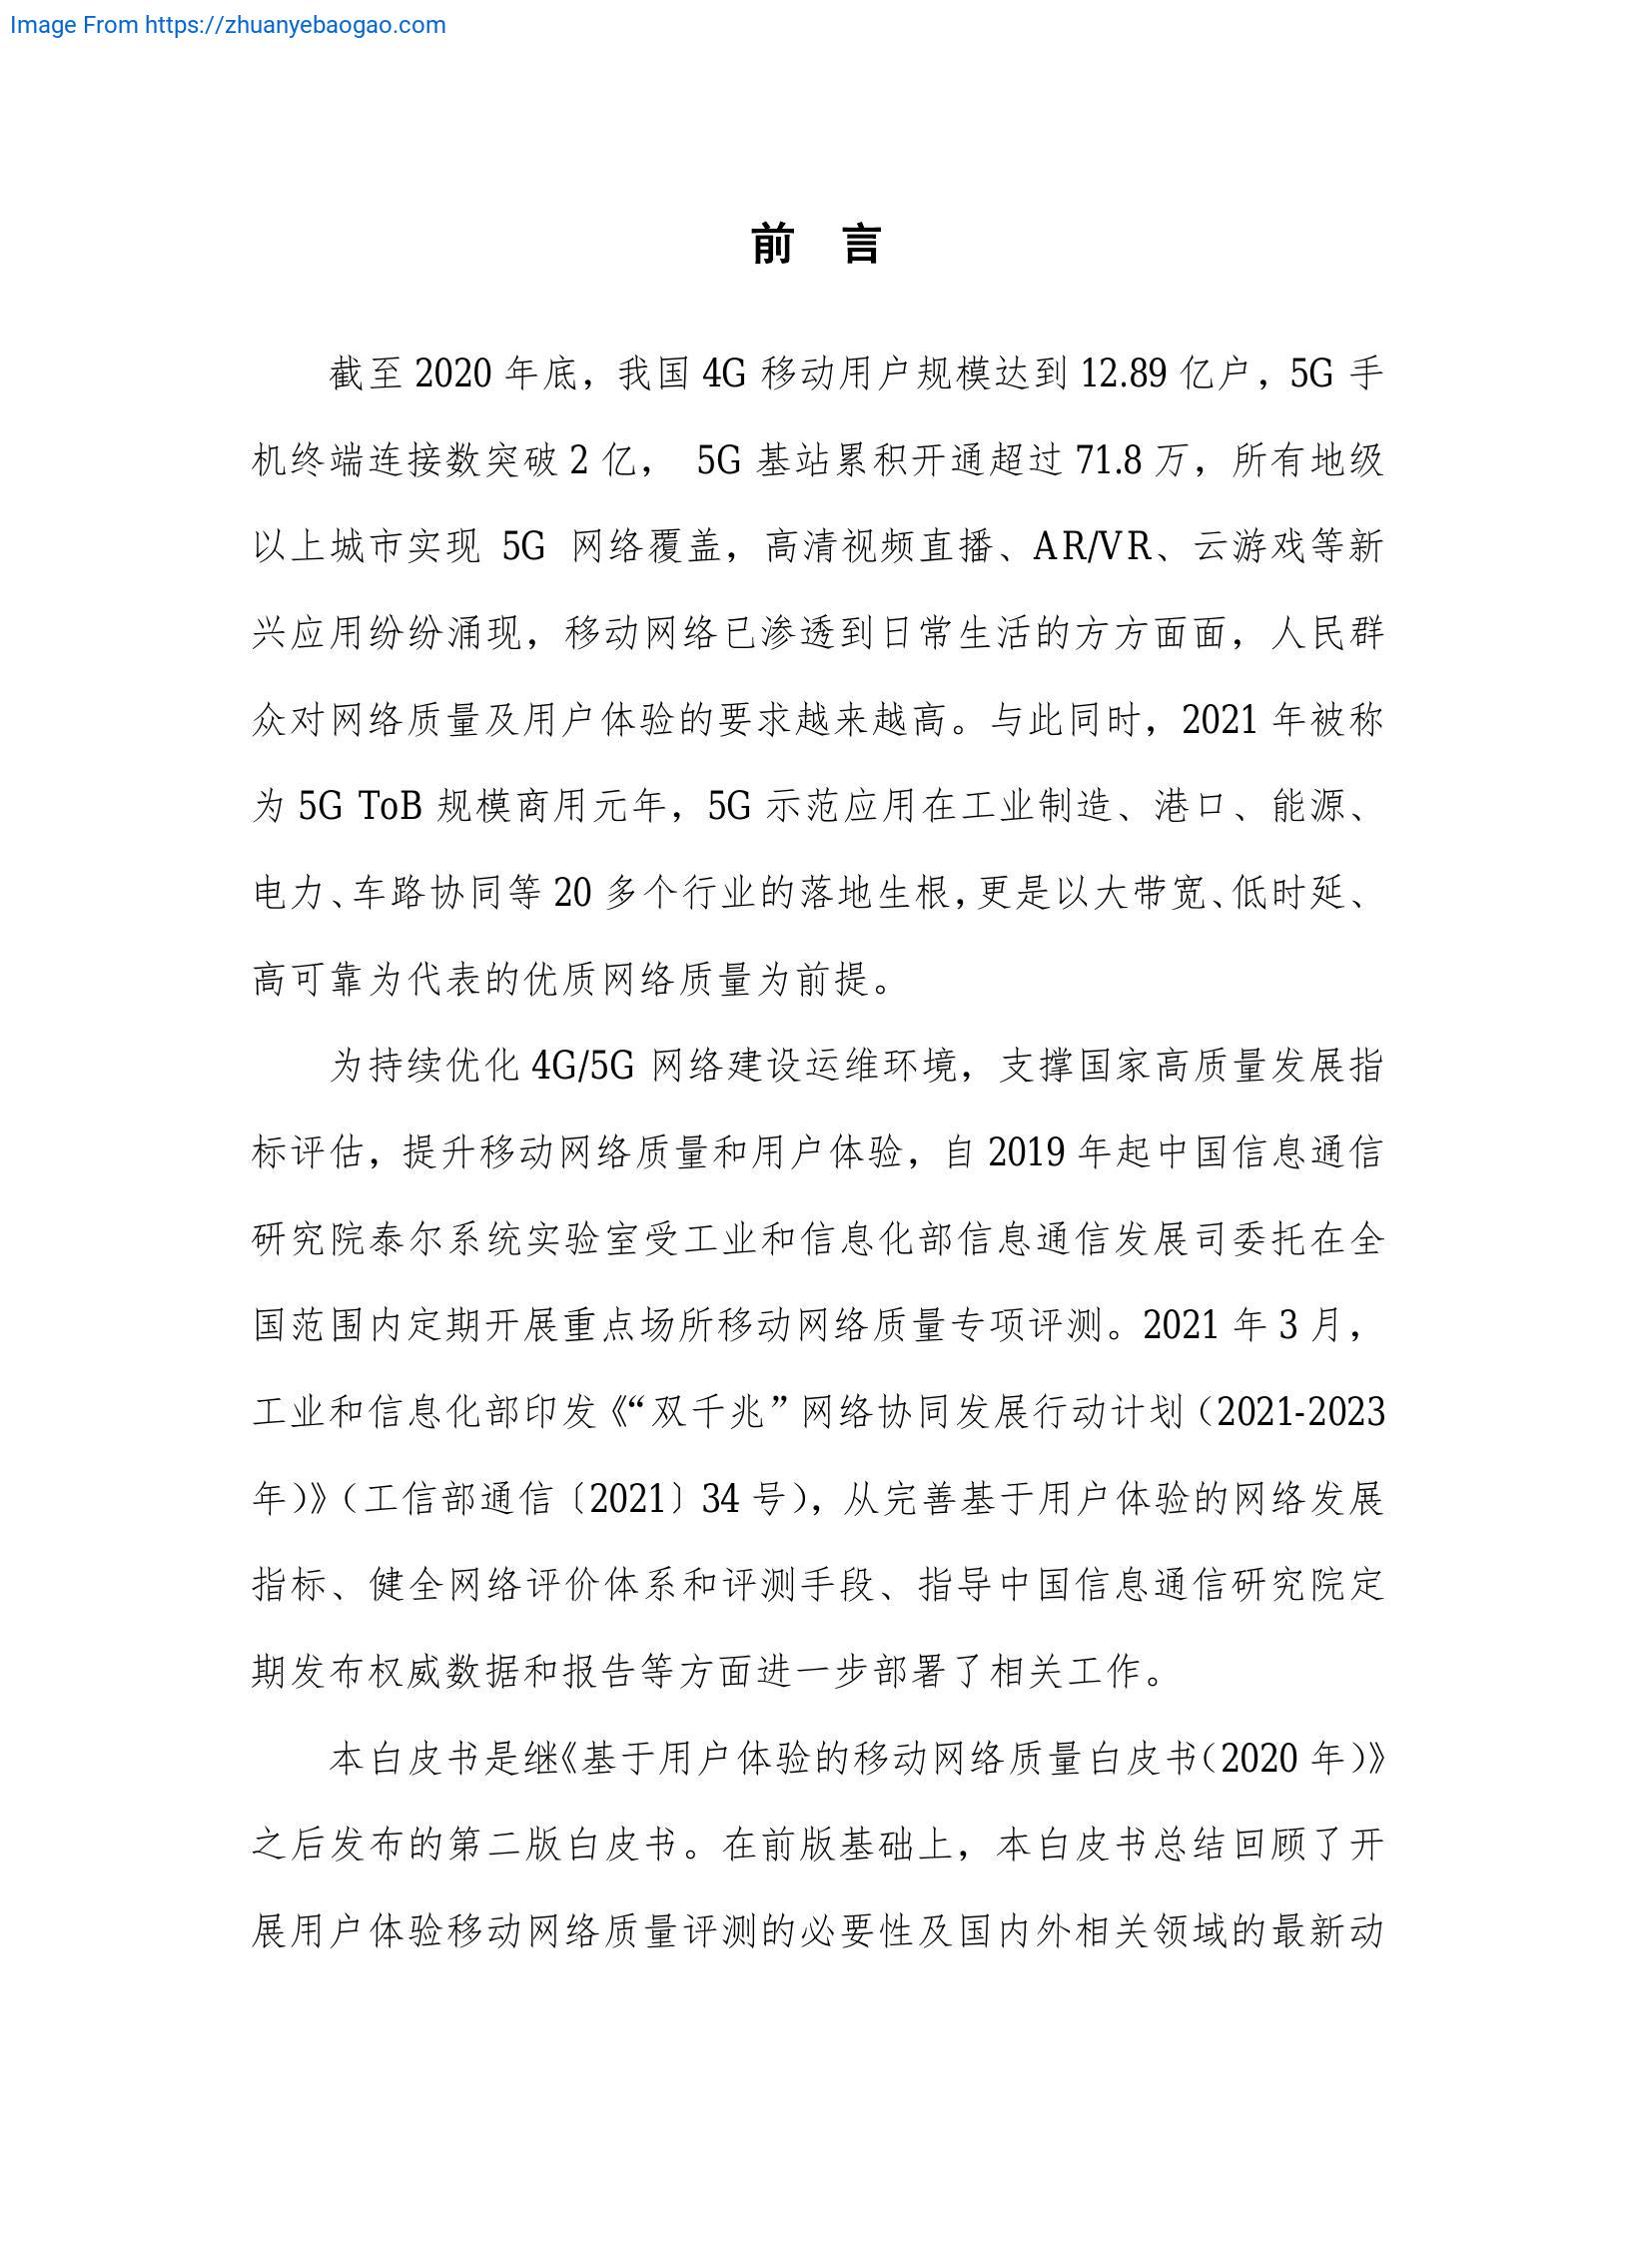 Image From https://zhuanyebaogao.com
前 言
截至 2020 年底，我国 4G 移动用户规模达到 12.89 亿户，5G 手
机终端连接数突破 2 亿， 5G 基站累积开通超过 71.8 万，所有地级
以上城市实现 5G 网络覆盖，高清视频直播、AR/VR、云游戏等新
兴应用纷纷涌现，移动网络已渗透到日常生活的方方面面，人民群
众对网络质量及用户体验的要求越来越高。与此同时，2021 年被称
为 5G ToB 规模商用元年，5G 示范应用在工业制造、港口、能源、
电力、车路协同等 20 多个行业的落地生根，更是以大带宽、低时延、
高可靠为代表的优质网络质量为前提。
为持续优化 4G/5G 网络建设运维环境，支撑国家高质量发展指
标评估，提升移动网络质量和用户体验，自 2019 年起中国信息通信
研究院泰尔系统实验室受工业和信息化部信息通信发展司委托在全
国范围内定期开展重点场所移动网络质量专项评测。2021 年 3 月，
工业和信息化部印发《“双千兆”网络协同发展行动计划（2021-2023
年）》（工信部通信〔2021〕34 号），从完善基于用户体验的网络发展
指标、健全网络评价体系和评测手段、指导中国信息通信研究院定
期发布权威数据和报告等方面进一步部署了相关工作。
本白皮书是继《基于用户体验的移动网络质量白皮书（2020 年）》
之后发布的第二版白皮书。在前版基础上，本白皮书总结回顾了开
展用户体验移动网络质量评测的必要性及国内外相关领域的最新动